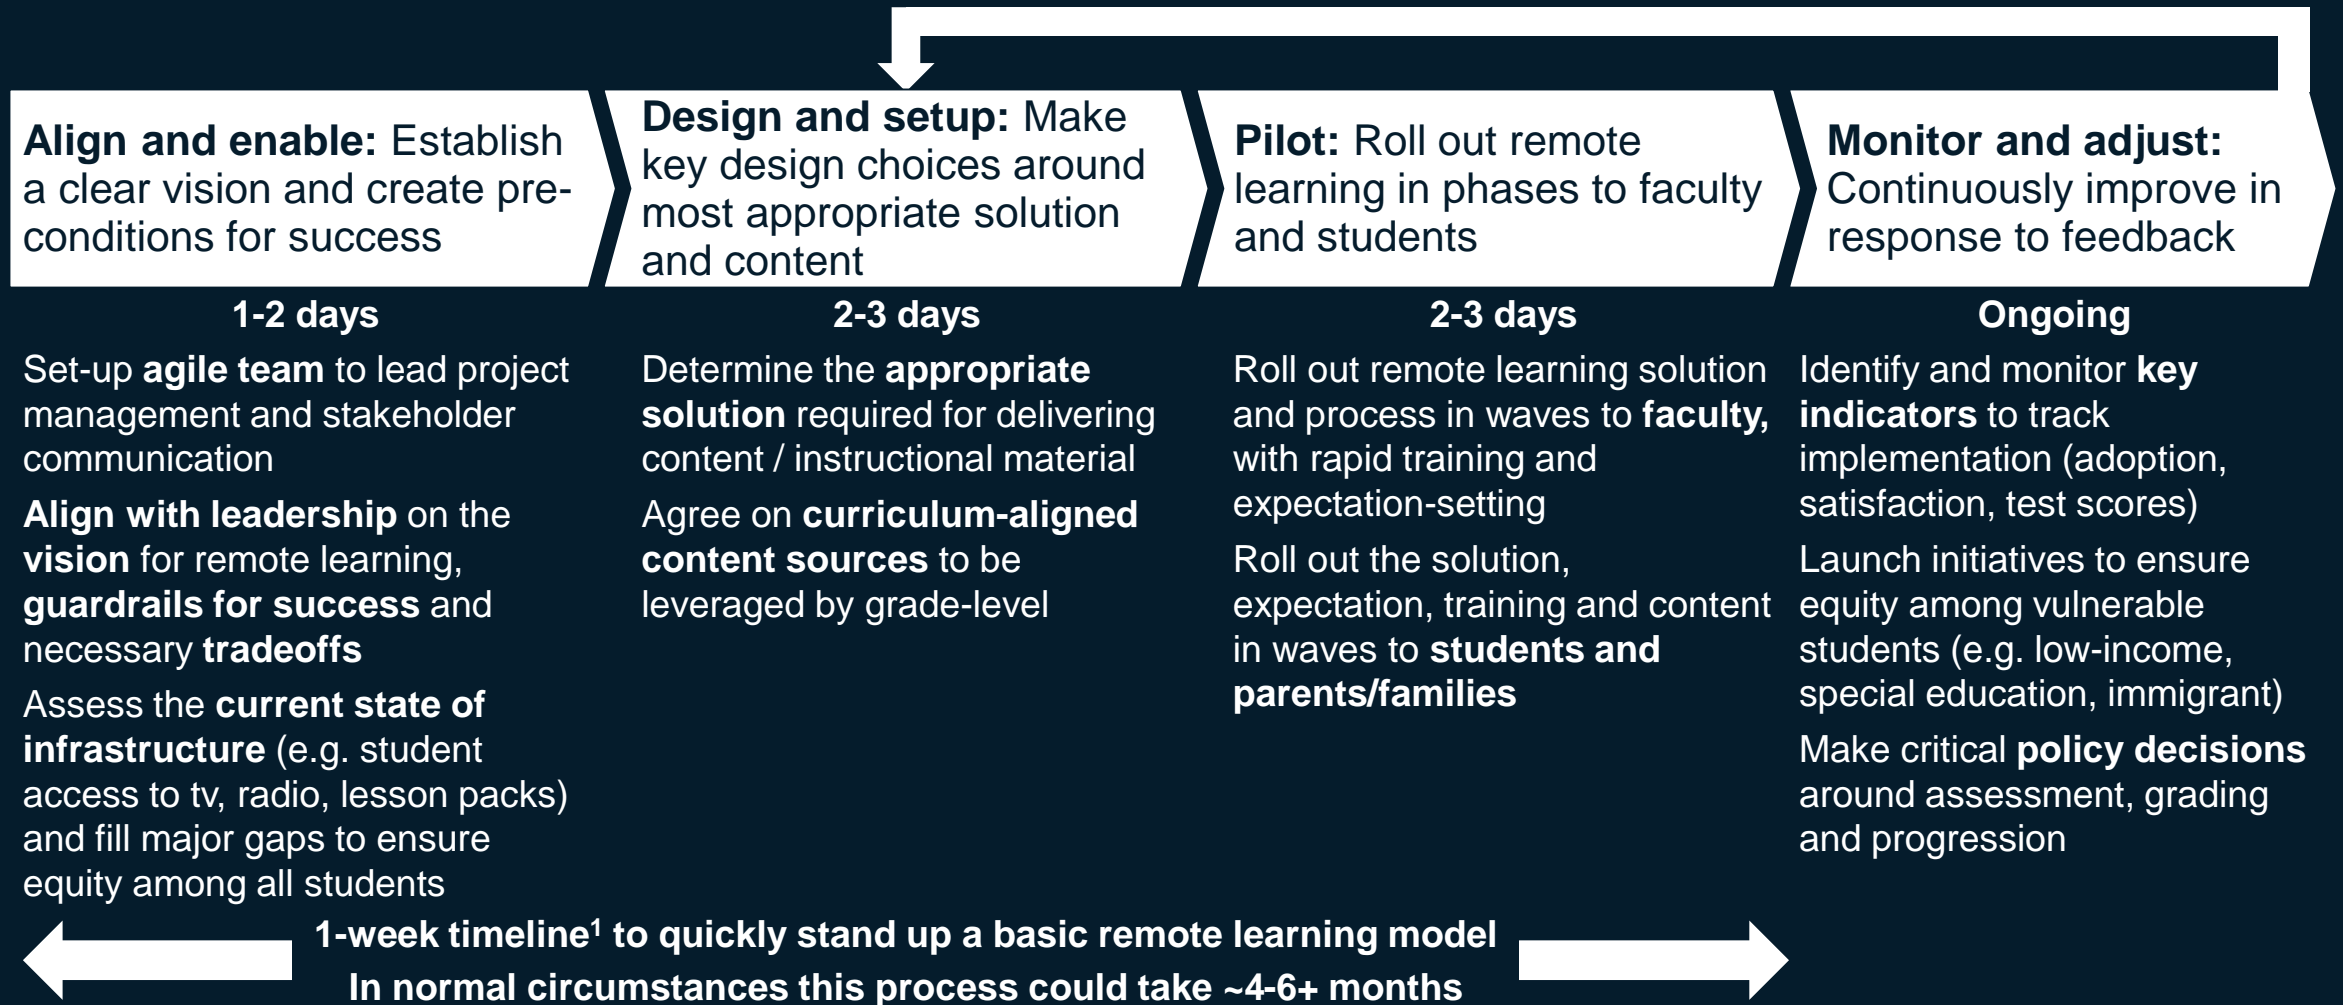 Align and enable: Establish
a clear vision and create pre-
conditions for success
Design and setup: Make
key design choices around
most appropriate solution
and content
Pilot: Roll out remote
learning in phases to faculty
and students
Monitor and adjust:
Continuously improve in
response to feedback
1-2 days
2-3 days
2-3 days
Ongoing
Set-up agile team to lead project
management and stakeholder
communication
Align with leadership on the
vision for remote learning,
guardrails for success and
necessary tradeoffs
Assess the current state of
infrastructure (e.g. student
access to tv, radio, lesson packs)
and fill major gaps to ensure
equity among all students
Determine the appropriate
solution required for delivering
content / instructional material
Agree on curriculum-aligned
content sources to be
leveraged by grade-level
Roll out remote learning solution
and process in waves to faculty,
with rapid training and
expectation-setting
Roll out the solution,
expectation, training and content
in waves to students and
parents/families
Identify and monitor key
indicators to track
implementation (adoption,
satisfaction, test scores)
Launch initiatives to ensure
equity among vulnerable
students (e.g. low-income,
special education, immigrant)
Make critical policy decisions
around assessment, grading
and progression
1-week timeline¹ to quickly stand up a basic remote learning model
In normal circumstances this process could take ~4-6+ months